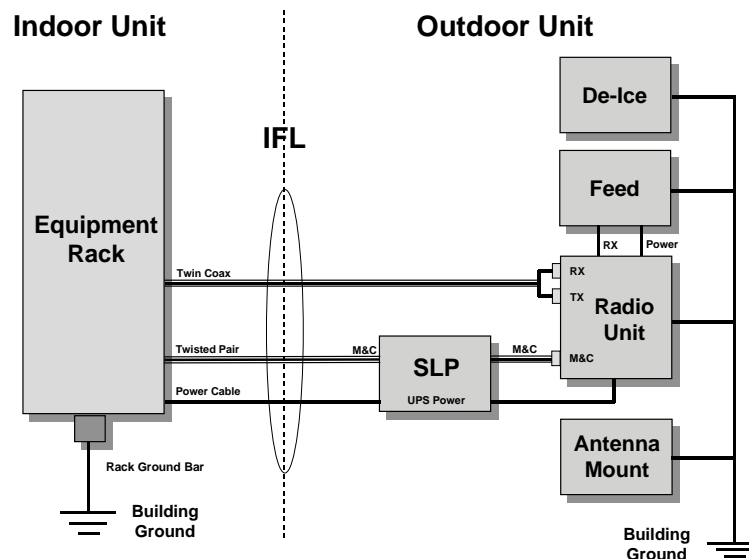 Indoor Unit
Outdoor Unit
De-Ice
IFL
Feed
Equipment
Rack
RX
Power
Twin Coax
RX
TX
Radio
Unit
Twisted Pair
M&C
M&C
M&C
SLP
Power Cable
UPS Power
Rack Ground Bar
Antenna
Mount
Building
Ground
Building
Ground